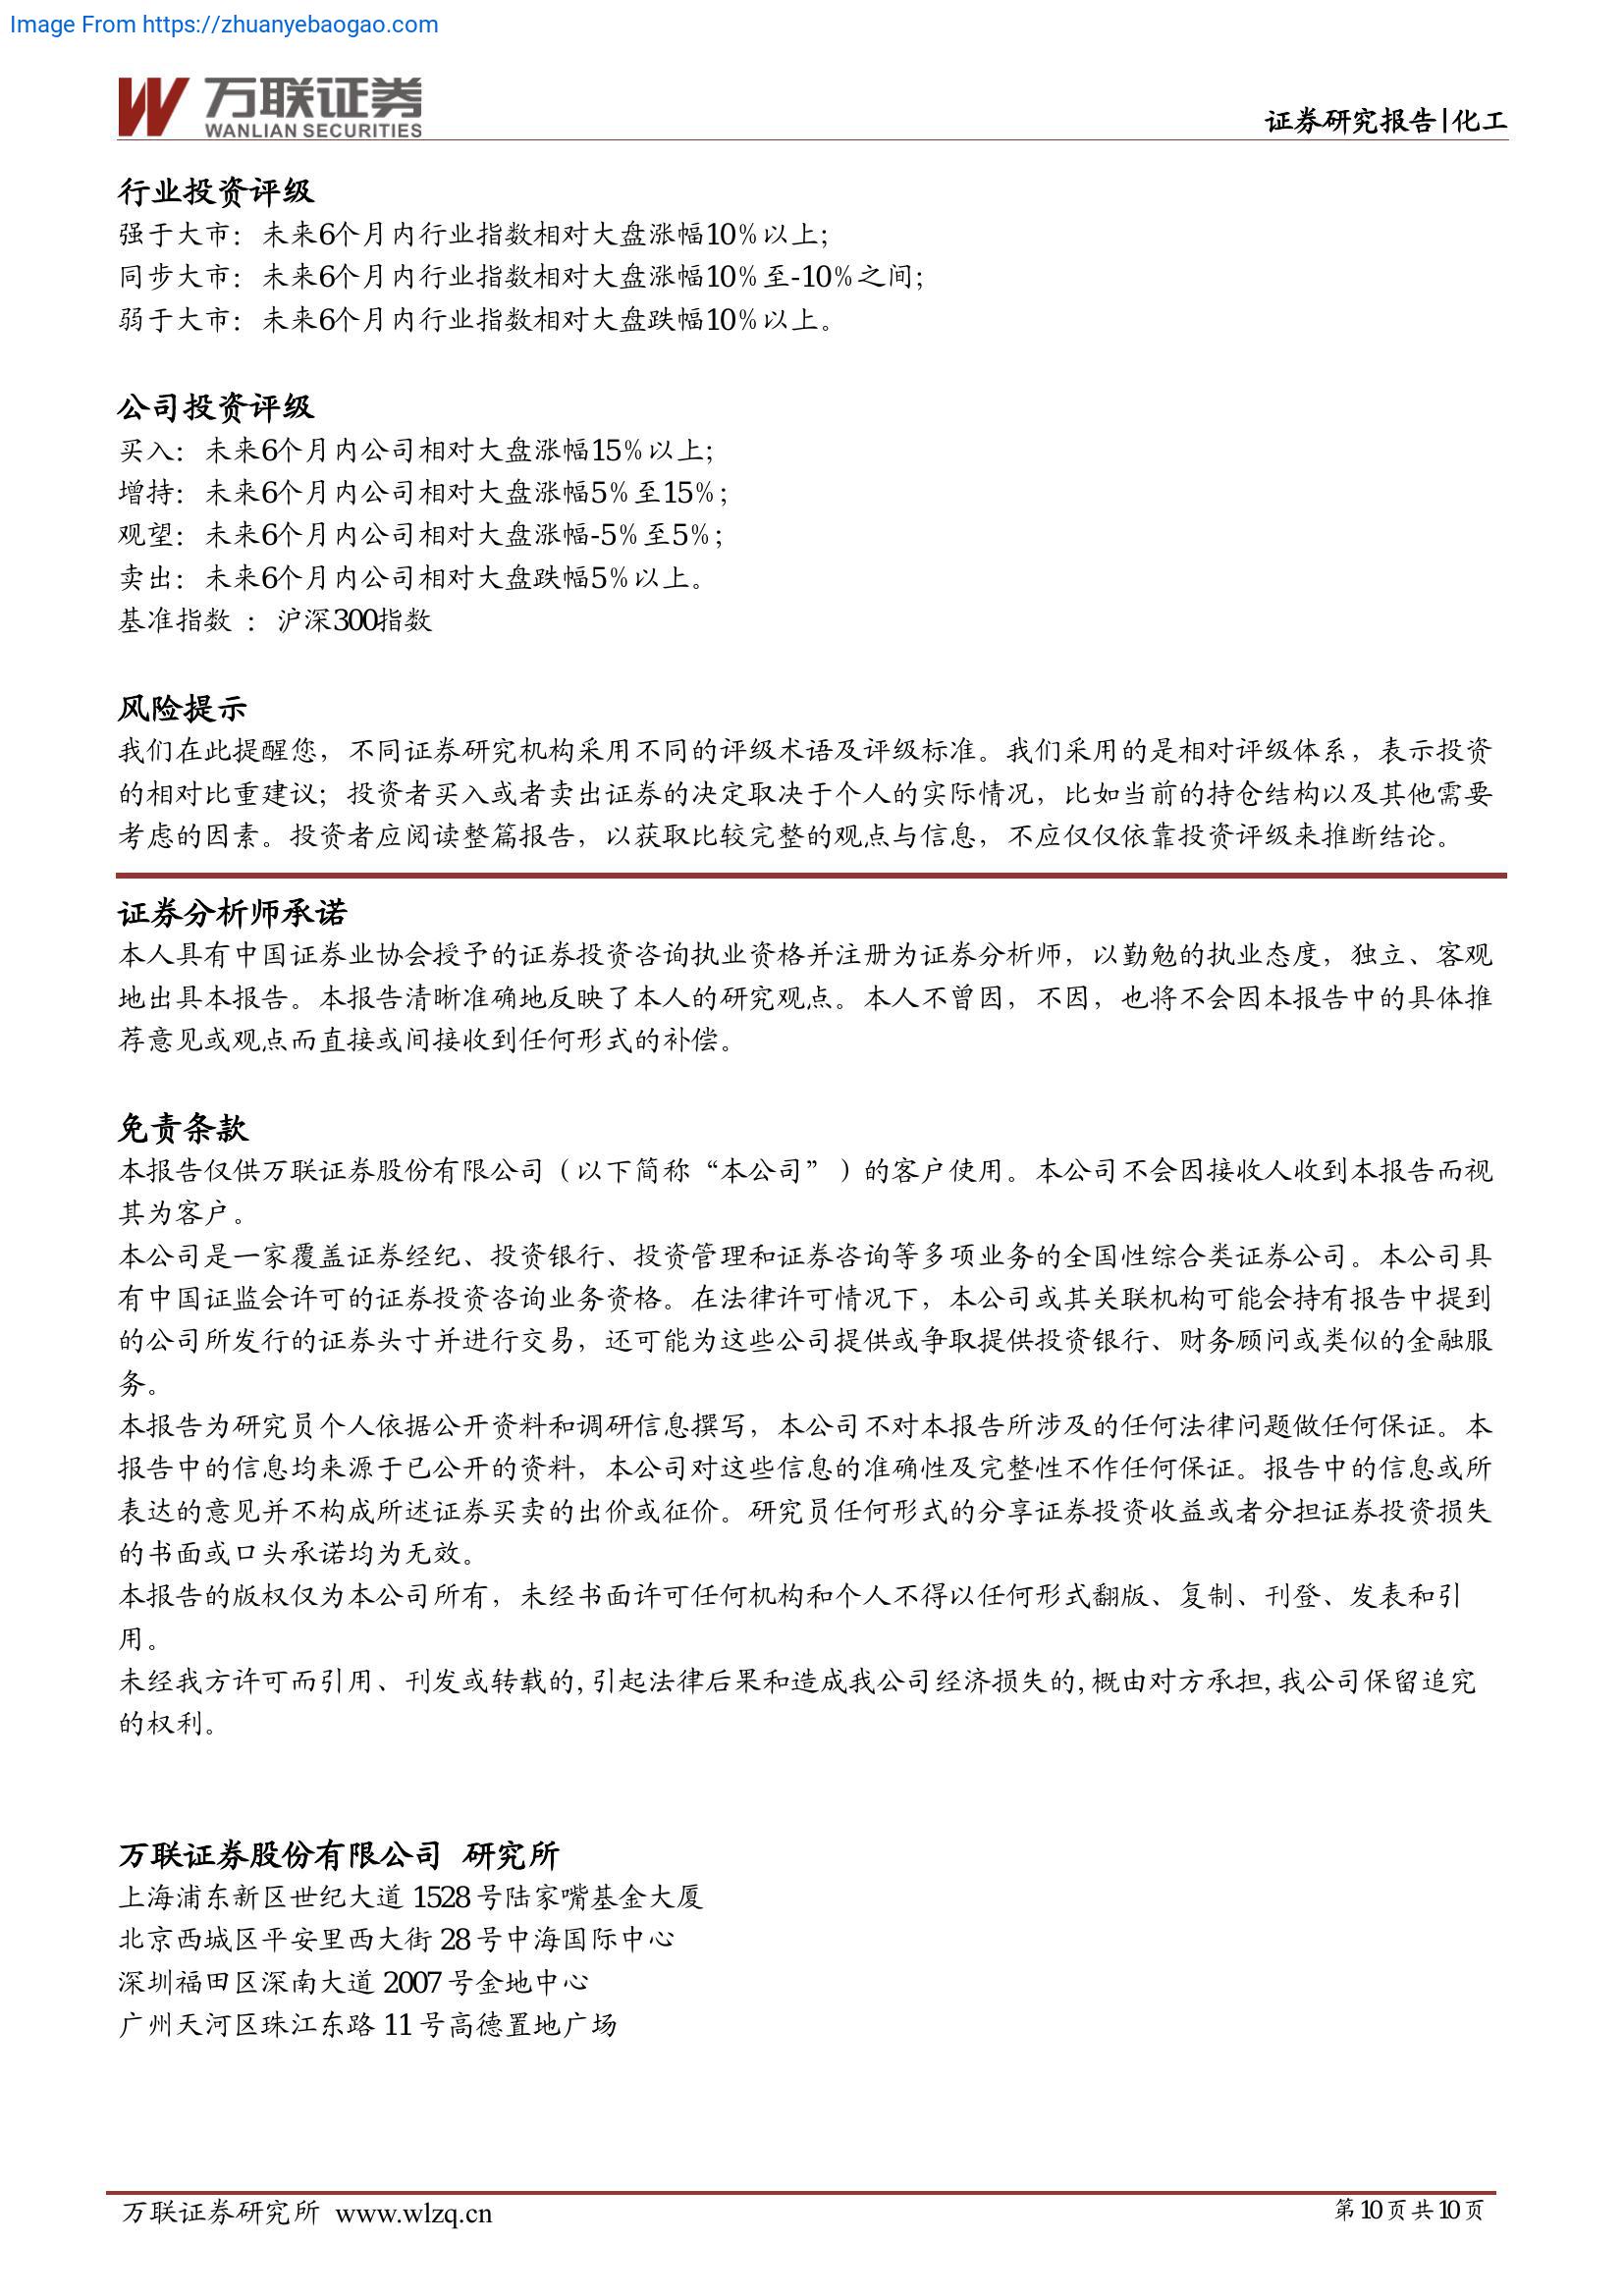 Image From https://zhuanyebaogao.com
万联证券
WANLIAN SECURITIES
证券研究报告|化工
行业投资评级
强于大市：未来6个月内行业指数相对大盘涨幅10％以上；
同步大市：未来6个月内行业指数相对大盘涨幅10％至-10％之间；
弱于大市：未来6个月内行业指数相对大盘跌幅10％以上。
公司投资评级
买入：未来6个月内公司相对大盘涨幅15％以上；
增持：未来6个月内公司相对大盘涨幅5％至15％；
观望：未来6个月内公司相对大盘涨幅-5％至5％；
卖出：未来6个月内公司相对大盘跌幅5％以上。
基准指数 ： 沪深300指数
风险提示
我们在此提醒您，不同证券研究机构采用不同的评级术语及评级标准。我们采用的是相对评级体系，表示投资
的相对比重建议；投资者买入或者卖出证券的决定取决于个人的实际情况，比如当前的持仓结构以及其他需要
考虑的因素。投资者应阅读整篇报告，以获取比较完整的观点与信息，不应仅仅依靠投资评级来推断结论。
证券分析师承诺
本人具有中国证券业协会授予的证券投资咨询执业资格并注册为证券分析师，以勤勉的执业态度，独立、客观
地出具本报告。本报告清晰准确地反映了本人的研究观点。本人不曾因，不因，也将不会因本报告中的具体推
荐意见或观点而直接或间接收到任何形式的补偿。
免责条款
本报告仅供万联证券股份有限公司（以下简称“本公司”）的客户使用。本公司不会因接收人收到本报告而视
其为客户。
本公司是一家覆盖证券经纪、投资银行、投资管理和证券咨询等多项业务的全国性综合类证券公司。本公司具
有中国证监会许可的证券投资咨询业务资格。在法律许可情况下，本公司或其关联机构可能会持有报告中提到
的公司所发行的证券头寸并进行交易，还可能为这些公司提供或争取提供投资银行、财务顾问或类似的金融服
务。
本报告为研究员个人依据公开资料和调研信息撰写，本公司不对本报告所涉及的任何法律问题做任何保证。本
报告中的信息均来源于已公开的资料，本公司对这些信息的准确性及完整性不作任何保证。报告中的信息或所
表达的意见并不构成所述证券买卖的出价或征价。研究员任何形式的分享证券投资收益或者分担证券投资损失
的书面或口头承诺均为无效。
本报告的版权仅为本公司所有，未经书面许可任何机构和个人不得以任何形式翻版、复制、刊登、发表和引
用。
未经我方许可而引用、刊发或转载的,引起法律后果和造成我公司经济损失的,概由对方承担,我公司保留追究
的权利。
万联证券股份有限公司 研究所
上海浦东新区世纪大道 1528 号陆家嘴基金大厦
北京西城区平安里西大街 28 号中海国际中心
深圳福田区深南大道 2007 号金地中心
广州天河区珠江东路 11 号高德置地广场
万联证券研究所 www.wlzq.cn
第 10 页 共 10 页